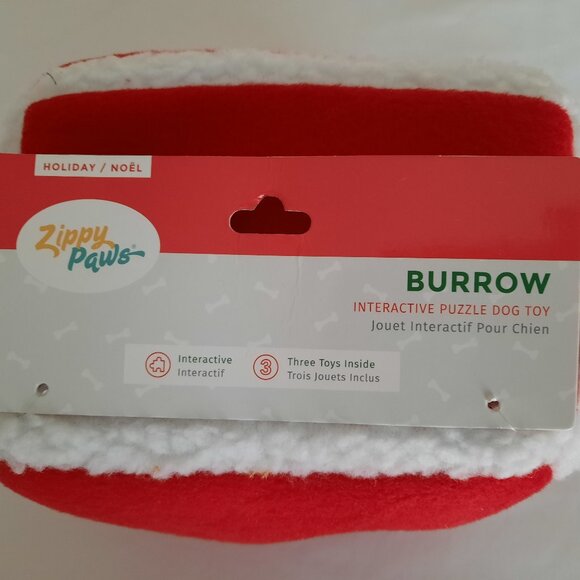 HOLIDAY / NOËL
Zippy
Paws®
BURROW
INTERACTIVE PUZZLE DOG TOY
Jouet Interactif Pour Chien
Interactive
Interactif
3
Three Toys Inside
Trois Jouets Inclus